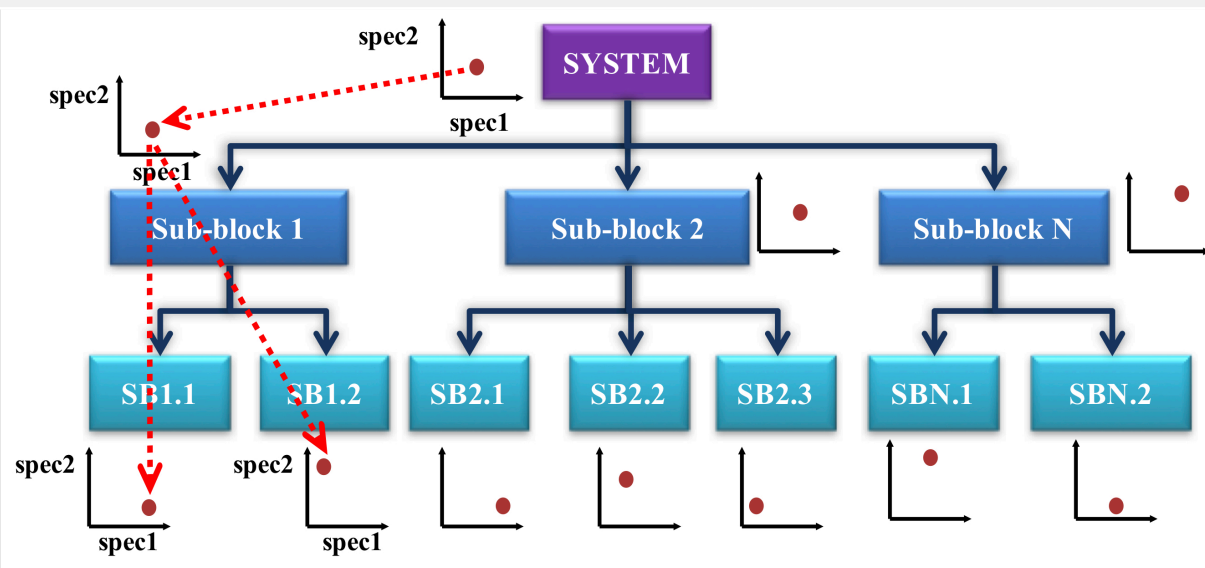 spec2
SYSTEM
spec1
spec2
spec1
Sub-block 1
Sub-block 2
Sub-block N
SB1.1
SB1.2
SB2.1
SB2.2
SB2.3
SBN.1
SBN.2
spec2
spec1
spec2
spec1